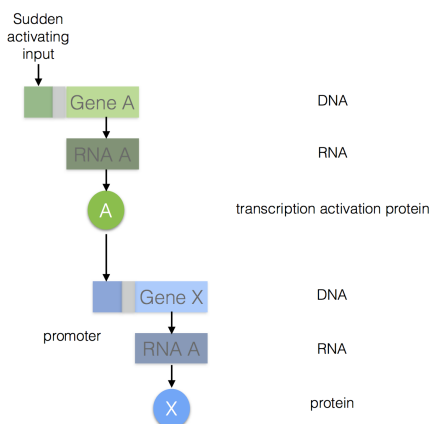 Sudden
activating
input
Gene A
DNA
RNA A
RNA
A
transcription activation protein
Gene X
DNA
promoter
RNA A
RNA
X
protein